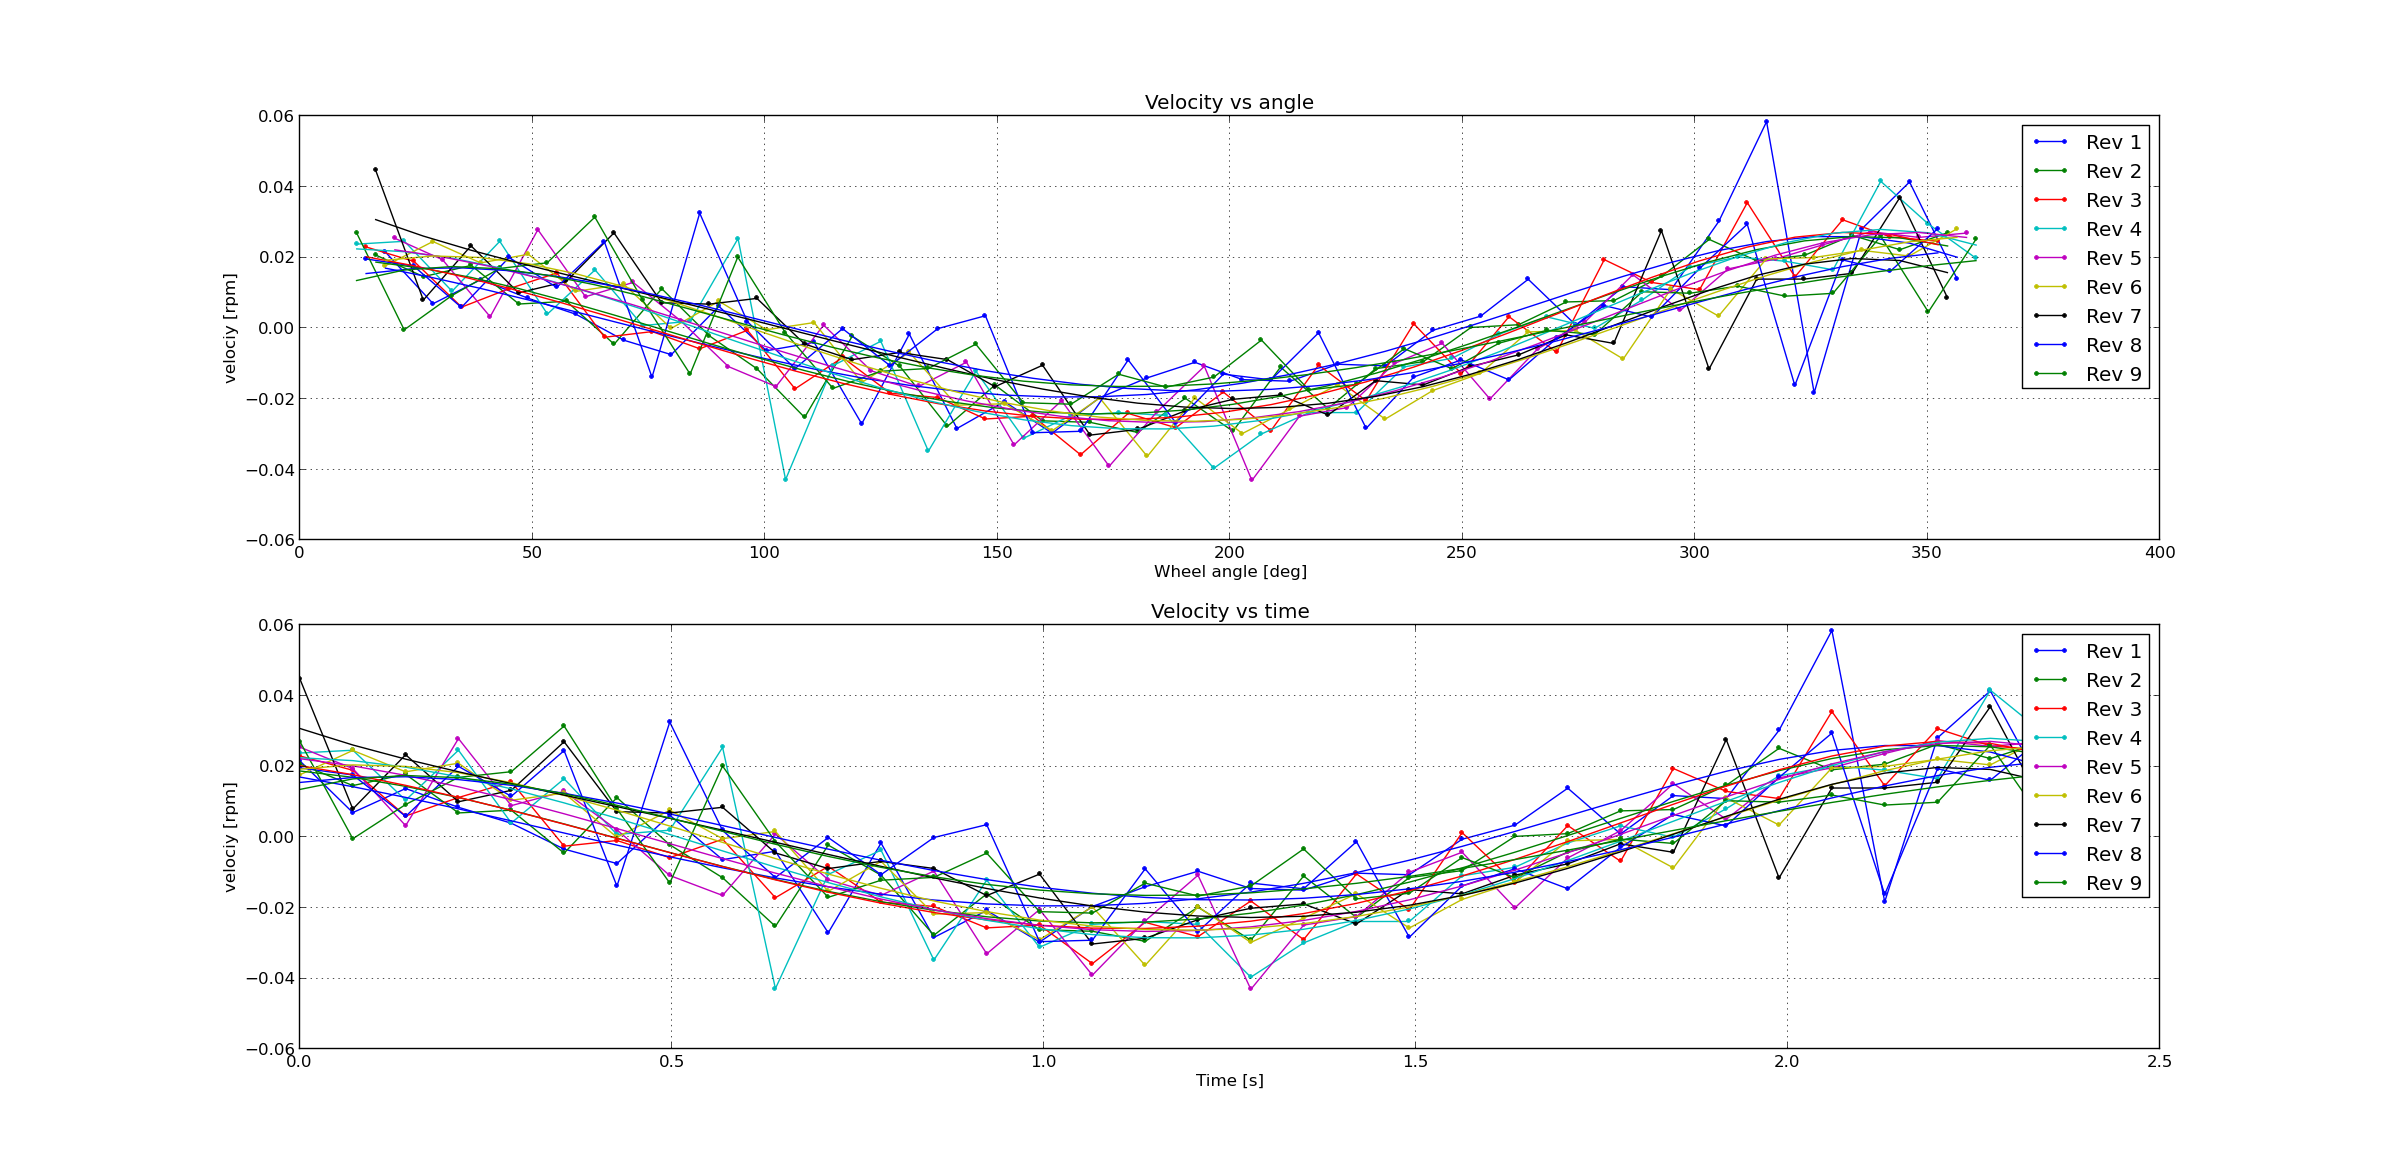 Velocity vs angle
0.06
0.04
0.02
0.00
−0.02
−0.04
−0.06
velociy [rpm]
0 50 100 150 200 250 300 350 400
Wheel angle [deg]
Rev 1
Rev 2
Rev 3
Rev 4
Rev 5
Rev 6
Rev 7
Rev 8
Rev 9
Velocity vs time
0.06
0.04
0.02
0.00
−0.02
−0.04
−0.06
velociy [rpm]
0.0 0.5 1.0 1.5 2.0 2.5
Time [s]
Rev 1
Rev 2
Rev 3
Rev 4
Rev 5
Rev 6
Rev 7
Rev 8
Rev 9